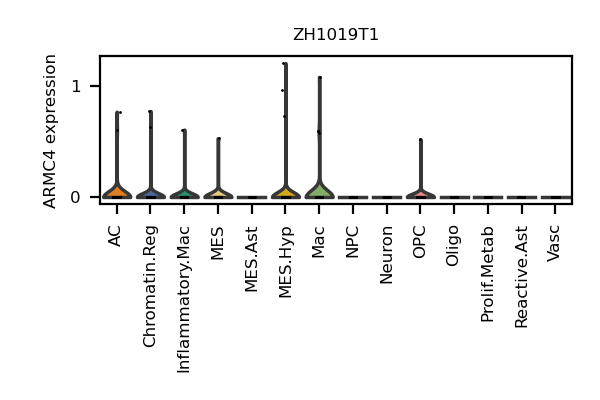 ZH1019T1
ARMC4 expression
1
0
AC
Chromatin.Reg
Inflammatory.Mac
MES
MES.Ast
MES.Hyp
Mac
NPC
Neuron
OPC
Oligo
Prolif.Metab
Reactive.Ast
Vasc